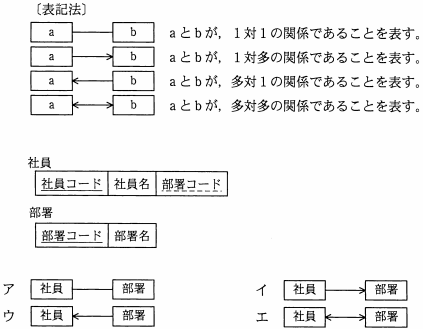 〔表記法〕
a b aとbが，1対1の関係であることを表す。
a b aとbが，1対多の関係であることを表す。
a b aとbが，多対1の関係であることを表す。
a b aとbが，多対多の関係であることを表す。
社員
社員コード 社員名 部署コード
部署
部署コード 部署名
ア 社員 部署 イ 社員 部署
ウ 社員 部署 エ 社員 部署